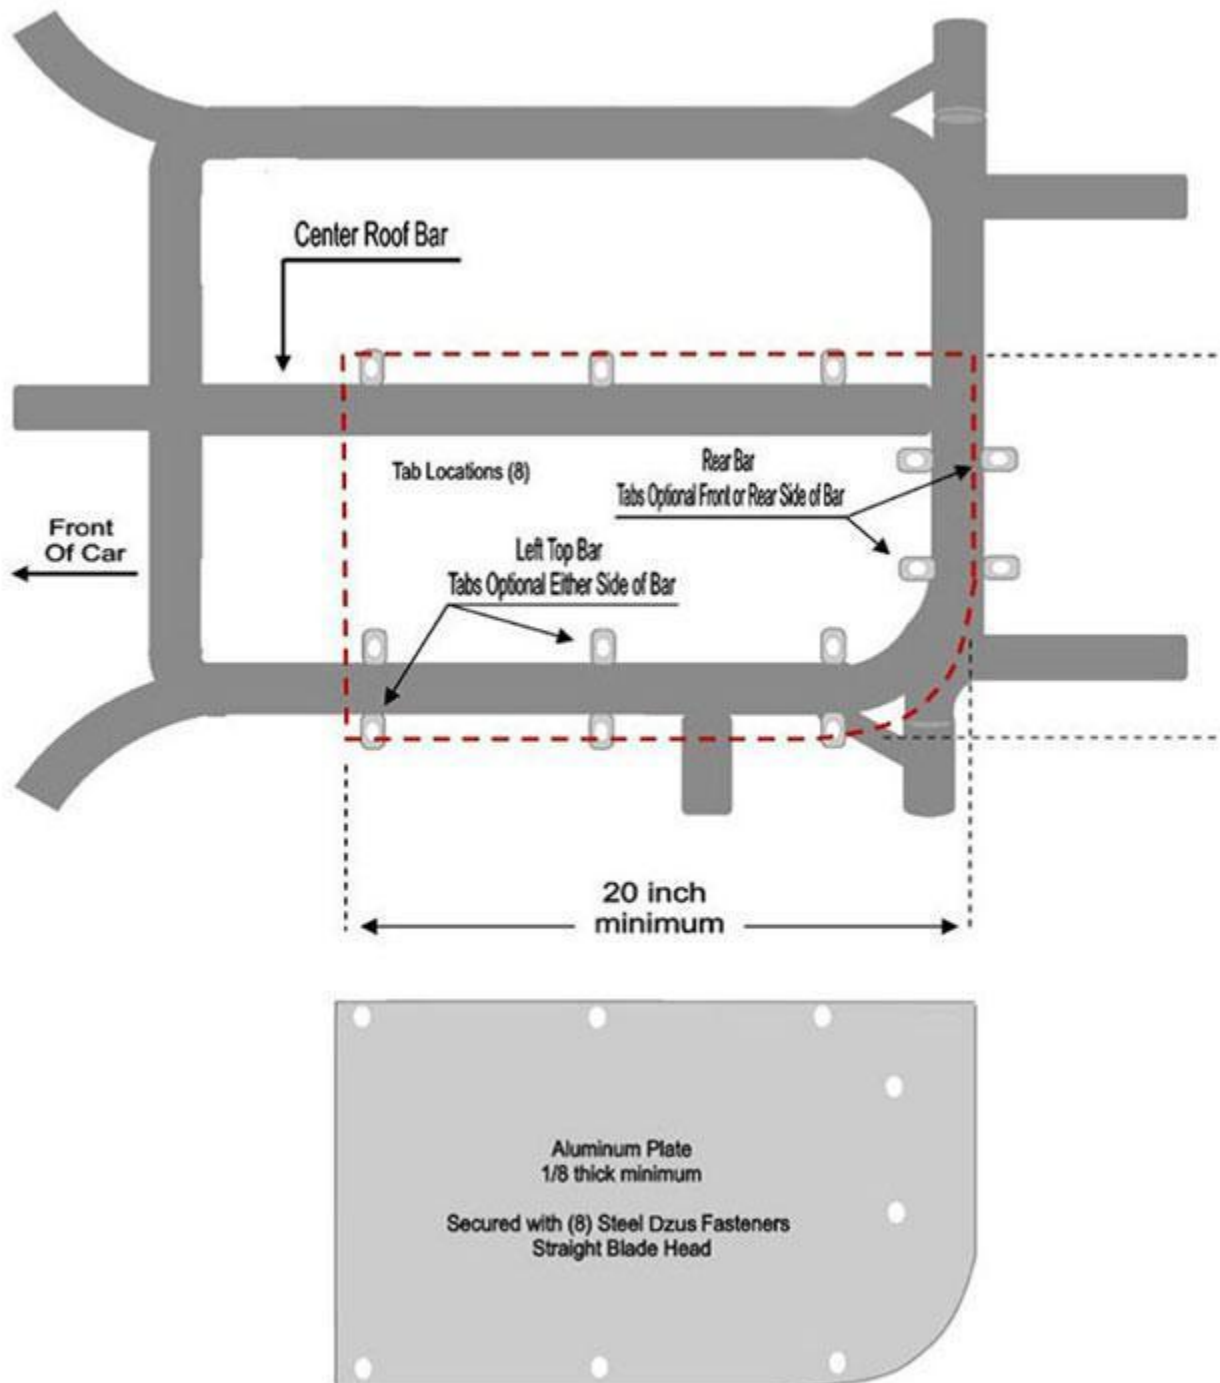 Center Roof Bar
Tab Locations (8)
Rear Bar
Tabs Optional Front or Rear Side of Bar
Front
Of Car
Left Top Bar
Tabs Optional Either Side of Bar
20 inch
minimum
Aluminum Plate
1/8 thick minimum
Secured with (8) Steel Dzus Fasteners
Straight Blade Head